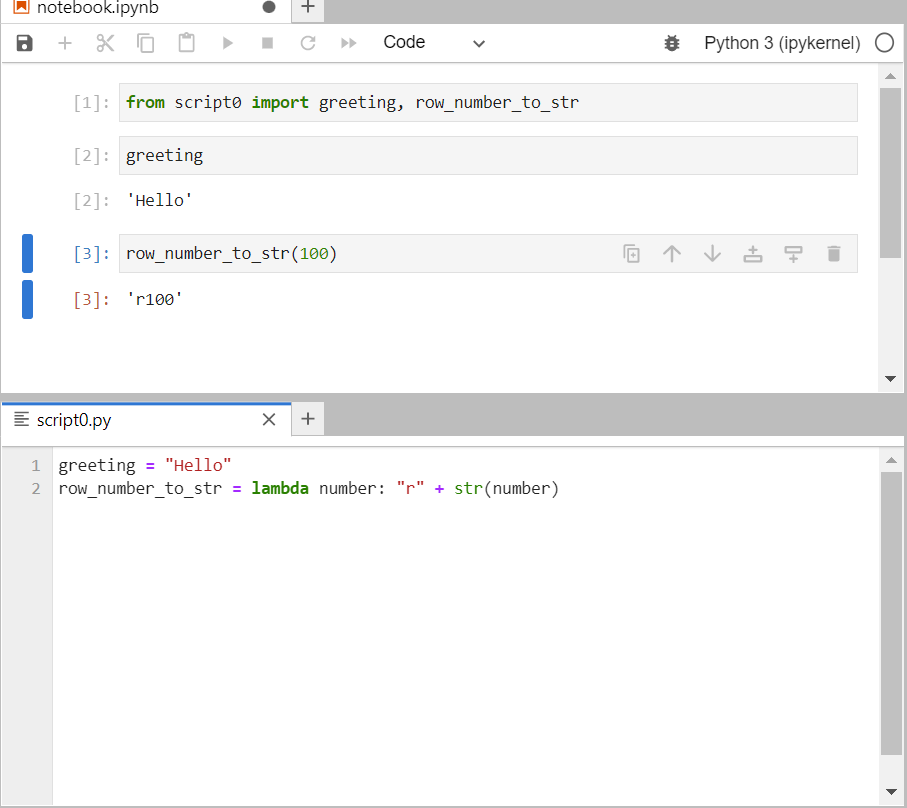 notebook.ipynb
Code Python 3 (ipykernel)
[1]: from script0 import greeting, row_number_to_str
[2]: greeting
[2]: 'Hello'
[3]: row_number_to_str(100)
[3]: 'r100'
script0.py
1 greeting = "Hello"
2 row_number_to_str = lambda number: "r" + str(number)